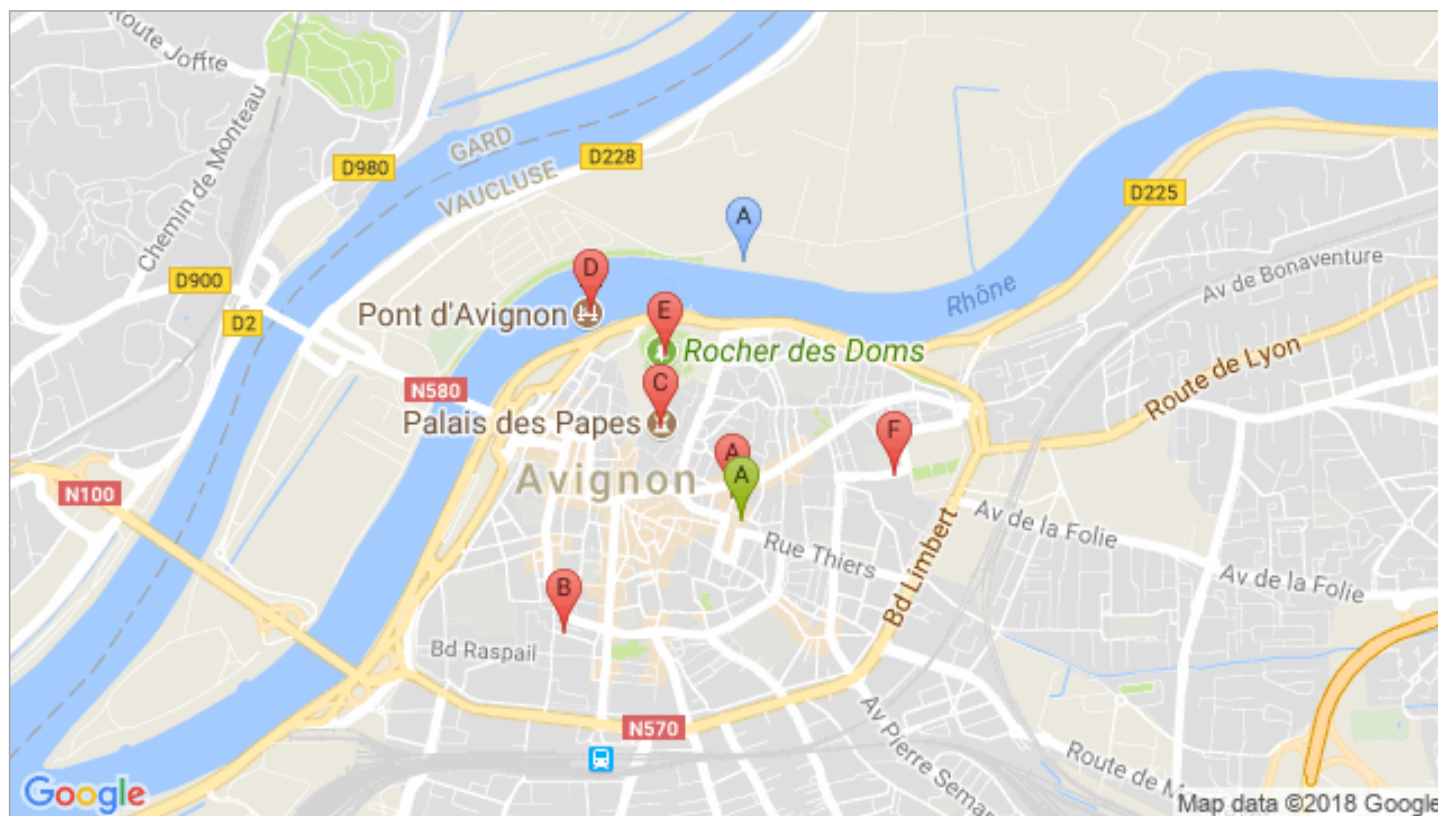 Route Joffre
Chemin de Monteau
GARD
VAUCLUSE
D980
D228
D225
D900
D2
A
Av de Bonaventure
Rhône
D
Pont d'Avignon
E
Rocher des Doms
N580
C
Palais des Papes
Route de Lyon
F
A
A
Avignon
N100
Av de la Folie
Rue Thiers
Bd Limbert
Av de la Folie
B
Bd Raspail
N570
Av Pierre Semar
Route de M
Google
Map data ©2018 Google